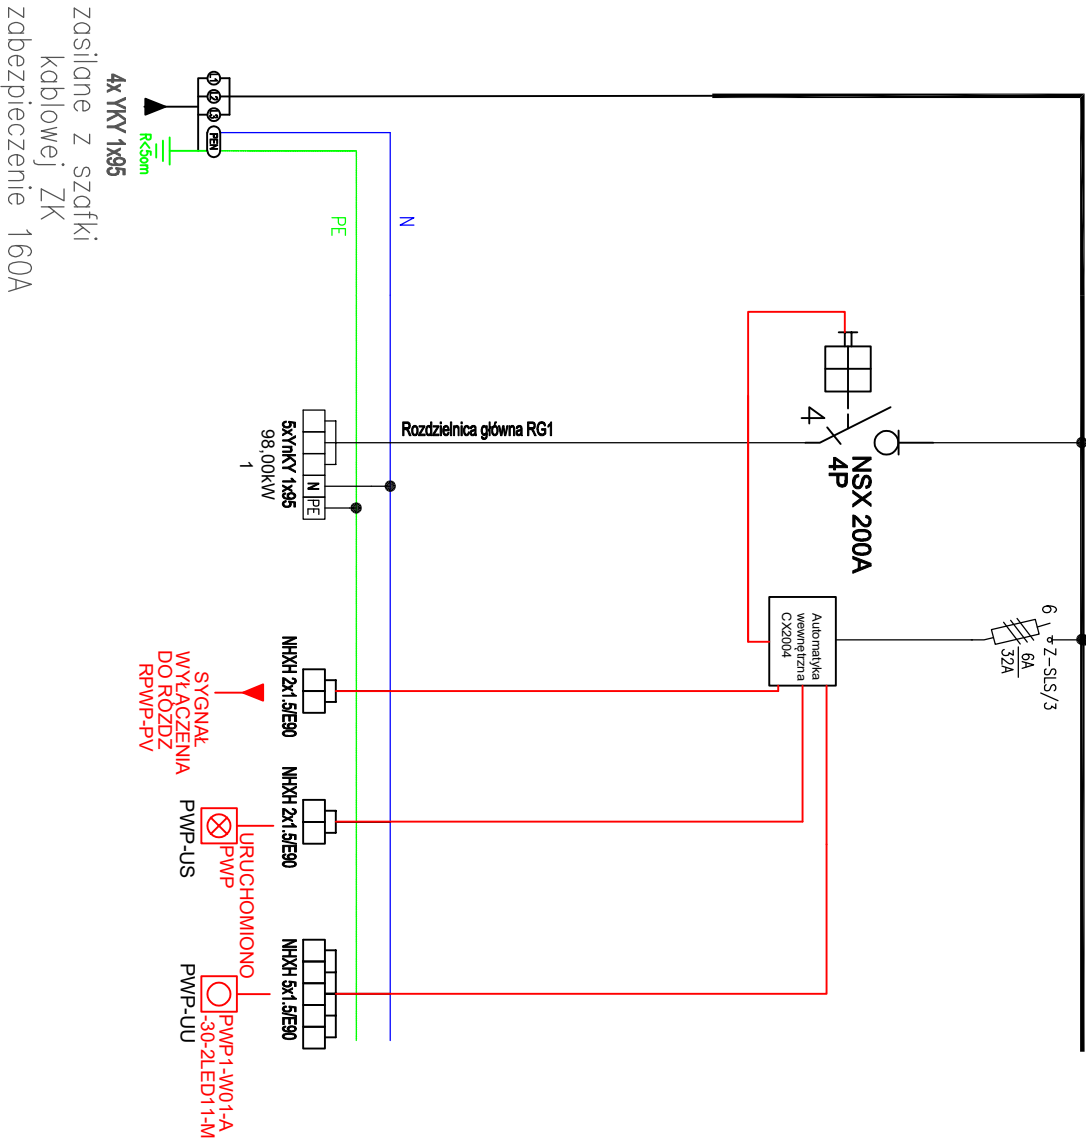 zasilane z szafki
kablowej ZK
zabezpieczenie 160A
4x YKY 1x95
R<5om
L1
L2
L3
PEN
N
PE
Rozdzielnica główna RG1
5xYnKY 1x95
98,00kW
1
N
PE
4
NSX 200A
4P
Automatyka
wewnętrzna
CX2004
6
Z-SLS/3
6A
32A
NHXH 2x1.5/E90
SYGNAŁ
WYŁĄCZENIA
DO ROZDZ
RPWP-PV
NHXH 2x1.5/E90
URUCHOMIONO
PWP
PWP-US
NHXH 5x1.5/E90
PWP1-W01-A
-30-2LED11-M
PWP-UU